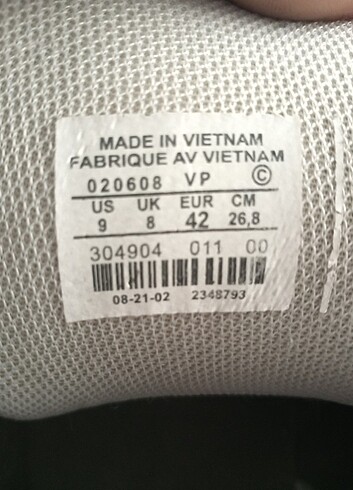 MADE IN VIETNAM
FABRIQUE AV VIETNAM
020608 VP ©
US UK EUR CM
9 8 42 26,8
304904 011 00
08-21-02 2348793